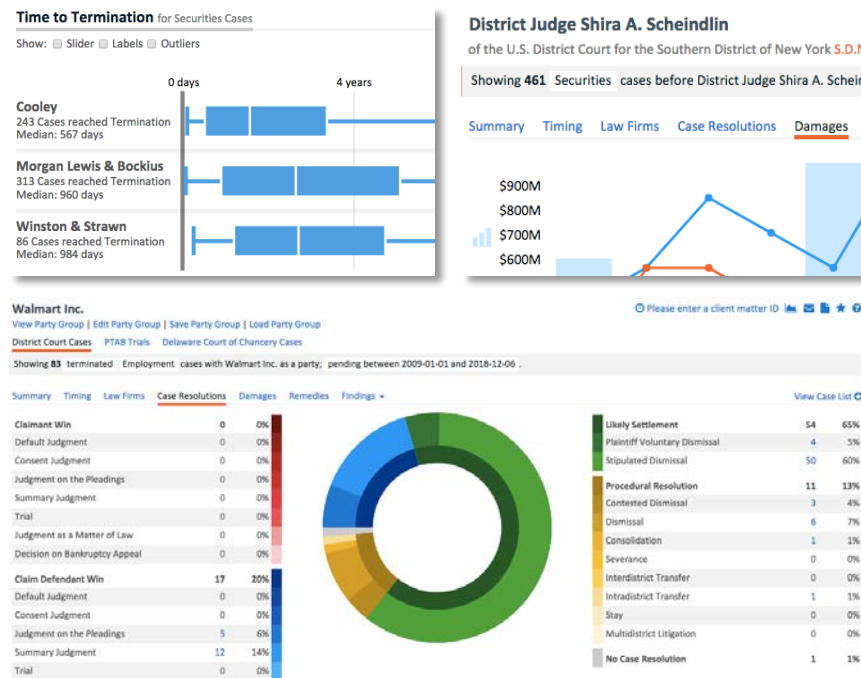 Time to Termination for Securities Cases
Show: Slider Labels Outliers
0 days 4 years
Cooley
243 Cases reached Termination
Median: 567 days
Morgan Lewis & Bockius
313 Cases reached Termination
Median: 960 days
Winston & Strawn
86 Cases reached Termination
Median: 984 days
District Judge Shira A. Scheindlin
of the U.S. District Court for the Southern District of New York S.D.
Showing 461 Securities cases before District Judge Shira A. Schei
Summary Timing Law Firms Case Resolutions Damages
$900M
$800M
$700M
$600M
Walmart Inc.
Please enter a client matter ID
View Party Group | Edit Party Group | Save Party Group | Load Party Group
District Court Cases PTAB Trials Delaware Court of Chancery Cases
Showing 83 terminated Employment cases with Walmart Inc. as a party; pending between 2009-01-01 and 2018-12-06 .
Summary Timing Law Firms Case Resolutions Damages Remedies Findings
View Case List
Claimant Win 0 0%
Default Judgment 0 0%
Consent Judgment 0 0%
Judgment on the Pleadings 0 0%
Summary Judgment 0 0%
Trial 0 0%
Judgment as a Matter of Law 0 0%
Decision on Bankruptcy Appeal 0 0%
Claim Defendant Win 17 20%
Default Judgment 0 0%
Consent Judgment 0 0%
Judgment on the Pleadings 5 6%
Summary Judgment 12 14%
Trial 0 0%
Likely Settlement 54 65%
Plaintiff Voluntary Dismissal 4 5%
Stipulated Dismissal 50 60%
Procedural Resolution 11 13%
Contested Dismissal 3 4%
Dismissal 6 7%
Consolidation 1 1%
Severance 0 0%
Interdistrict Transfer 0 0%
Intradistrict Transfer 1 1%
Stay 0 0%
Multidistrict Litigation 0 0%
No Case Resolution 1 1%